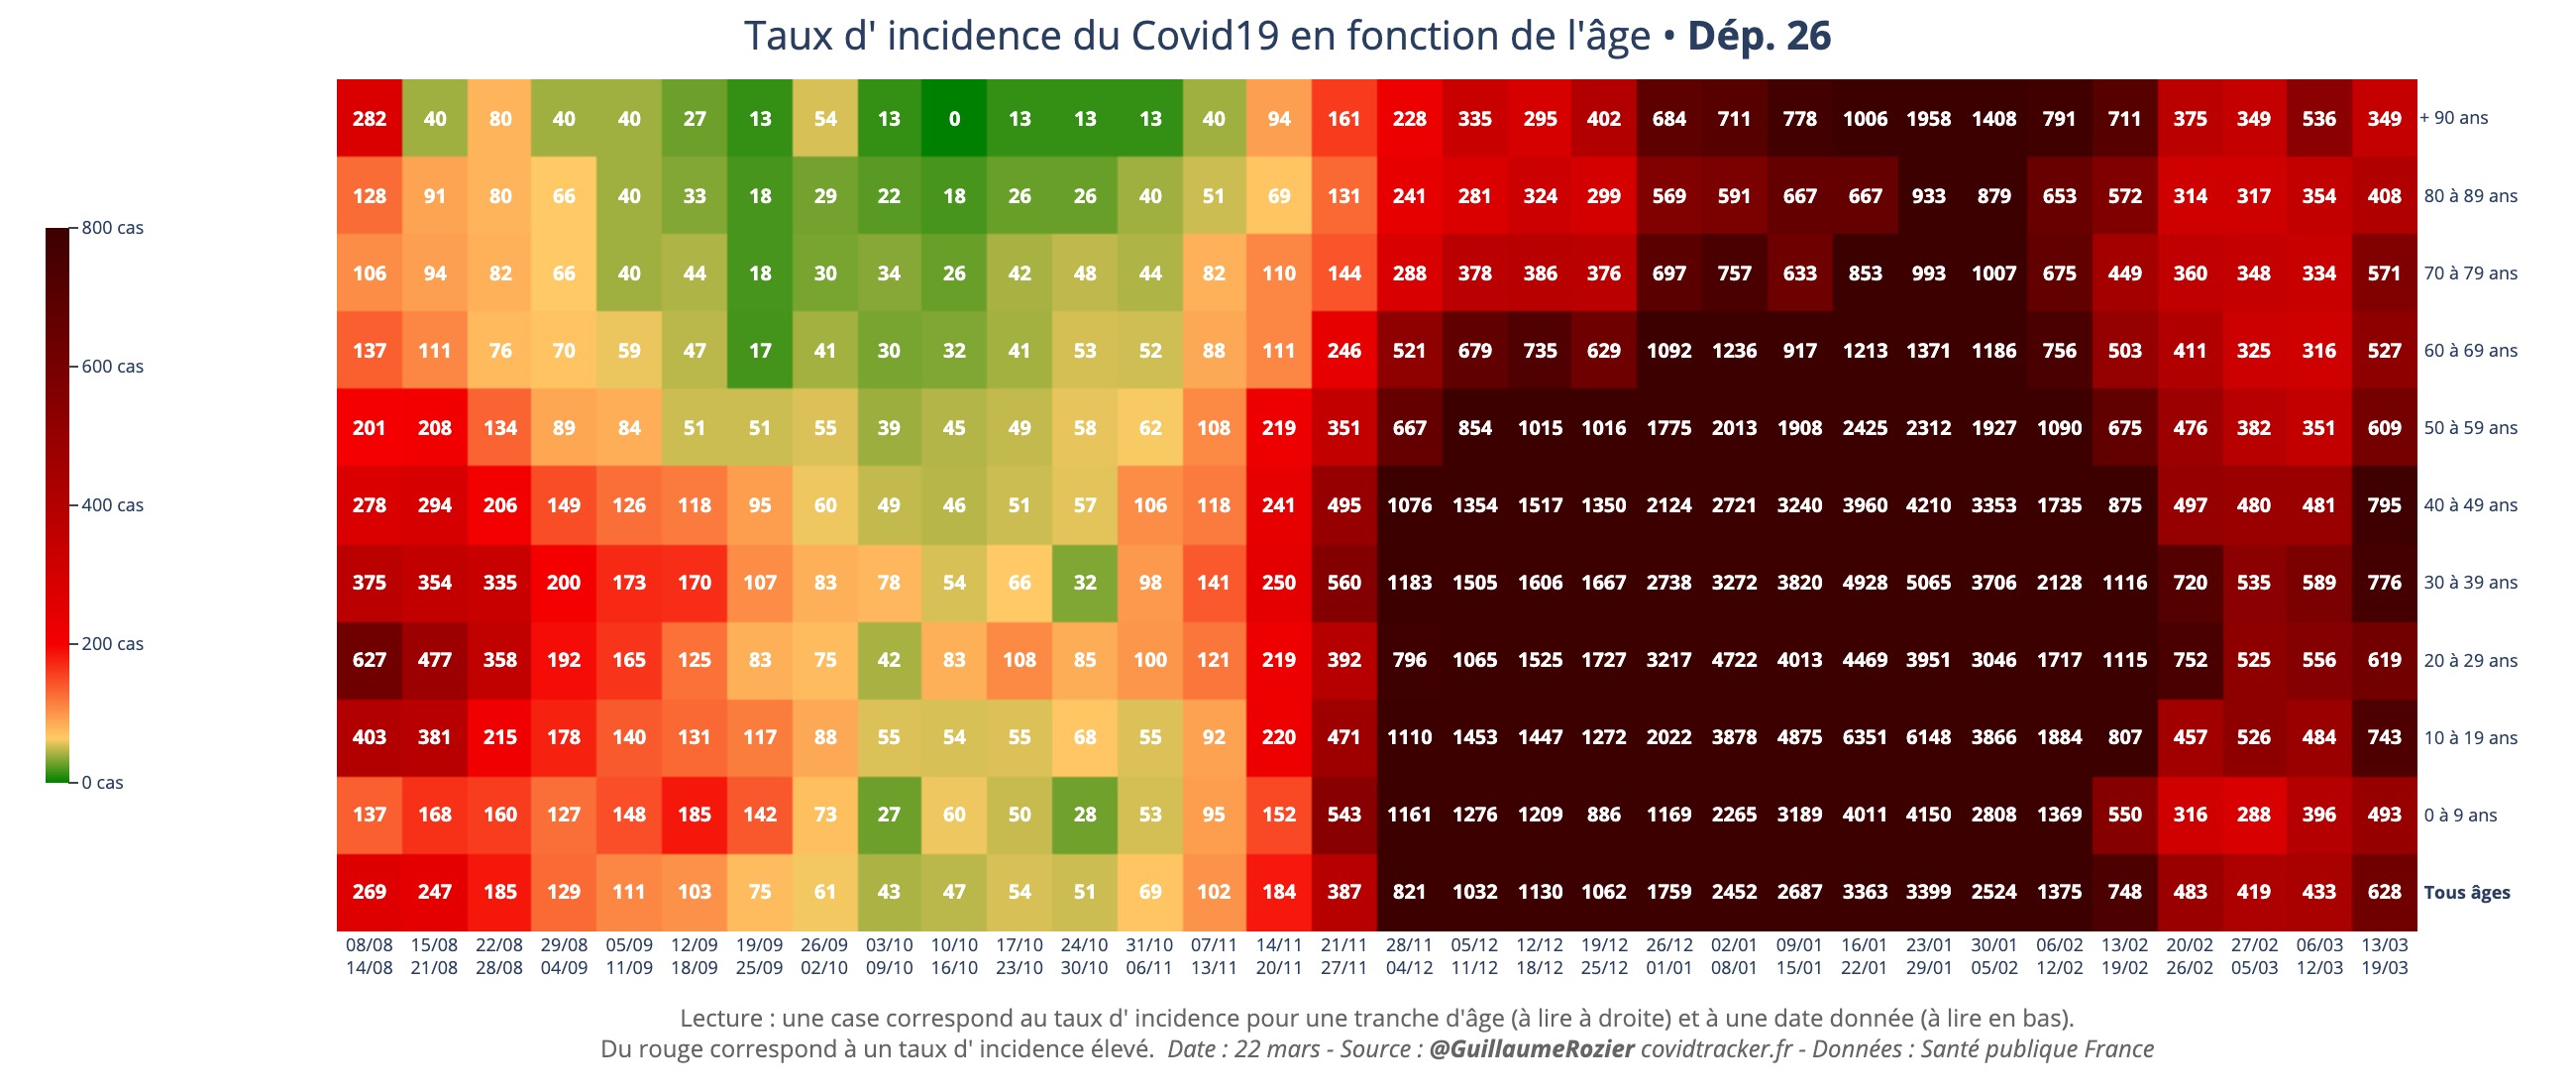 Taux d' incidence du Covid19 en fonction de l'âge • Dép. 26
800 cas
600 cas
400 cas
200 cas
0 cas
282 40 80 40 40 27 13 54 13 0 13 13 13 40 94 161 228 335 295 402 684 711 778 1006 1958 1408 791 711 375 349 536 349 + 90 ans
128 91 80 66 40 33 18 29 22 18 26 26 40 51 69 131 241 281 324 299 569 591 667 667 933 879 653 572 314 317 354 408 80 à 89 ans
106 94 82 66 40 44 18 30 34 26 42 48 44 82 110 144 288 378 386 376 697 757 633 853 993 1007 675 449 360 348 334 571 70 à 79 ans
137 111 76 70 59 47 17 41 30 32 41 53 52 88 111 246 521 679 735 629 1092 1236 917 1213 1371 1186 756 503 411 325 316 527 60 à 69 ans
201 208 134 89 84 51 51 55 39 45 49 58 62 108 219 351 667 854 1015 1016 1775 2013 1908 2425 2312 1927 1090 675 476 382 351 609 50 à 59 ans
278 294 206 149 126 118 95 60 49 46 51 57 106 118 241 495 1076 1354 1517 1350 2124 2721 3240 3960 4210 3353 1735 875 497 480 481 795 40 à 49 ans
375 354 335 200 173 170 107 83 78 54 66 32 98 141 250 560 1183 1505 1606 1667 2738 3272 3820 4928 5065 3706 2128 1116 720 535 589 776 30 à 39 ans
627 477 358 192 165 125 83 75 42 83 108 85 100 121 219 392 796 1065 1525 1727 3217 4722 4013 4469 3951 3046 1717 1115 752 525 556 619 20 à 29 ans
403 381 215 178 140 131 117 88 55 54 55 68 55 92 220 471 1110 1453 1447 1272 2022 3878 4875 6351 6148 3866 1884 807 457 526 484 743 10 à 19 ans
137 168 160 127 148 185 142 73 27 60 50 28 53 95 152 543 1161 1276 1209 886 1169 2265 3189 4011 4150 2808 1369 550 316 288 396 493 0 à 9 ans
269 247 185 129 111 103 75 61 43 47 54 51 69 102 184 387 821 1032 1130 1062 1759 2452 2687 3363 3399 2524 1375 748 483 419 433 628 Tous âges
08/08 15/08 22/08 29/08 05/09 12/09 19/09 26/09 03/10 10/10 17/10 24/10 31/10 07/11 14/11 21/11 28/11 05/12 12/12 19/12 26/12 02/01 09/01 16/01 23/01 30/01 06/02 13/02 20/02 27/02 06/03 13/03
14/08 21/08 28/08 04/09 11/09 18/09 25/09 02/10 09/10 16/10 23/10 30/10 06/11 13/11 20/11 27/11 04/12 11/12 18/12 25/12 01/01 08/01 15/01 22/01 29/01 05/02 12/02 19/02 26/02 05/03 12/03 19/03
Lecture : une case correspond au taux d' incidence pour une tranche d'âge (à lire à droite) et à une date donnée (à lire en bas).
Du rouge correspond à un taux d' incidence élevé. Date : 22 mars - Source : @GuillaumeRozier covidtracker.fr - Données : Santé publique France